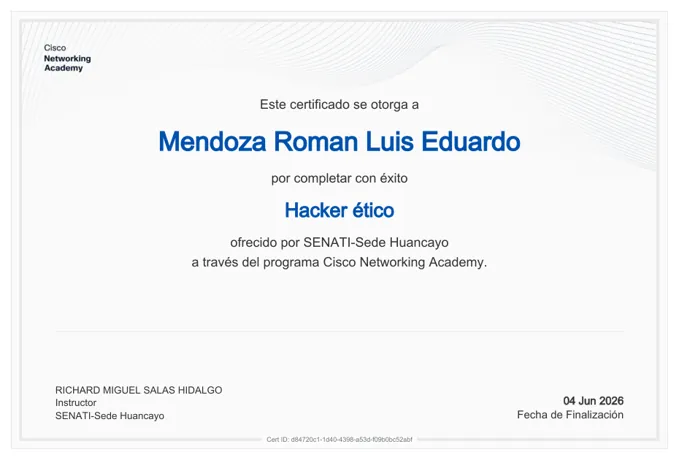 Cisco
Networking
Academy
Este certificado se otorga a
Mendoza Roman Luis Eduardo
por completar con éxito
Hacker ético
ofrecido por SENATI-Sede Huancayo
a través del programa Cisco Networking Academy.
RICHARD MIGUEL SALAS HIDALGO
Instructor
SENATI-Sede Huancayo
04 Jun 2026
Fecha de Finalización
Cert ID: d84720c1-1d40-4398-a53d-f09b0bc52abf